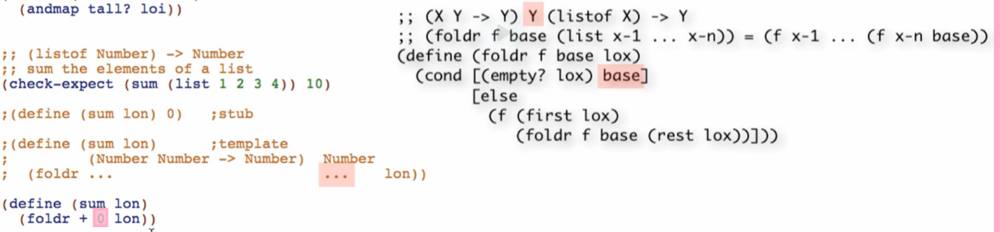 (andmap tall? loi))
;; (listof Number) -> Number
;; sum the elements of a list
(check-expect (sum (list 1 2 3 4)) 10)
;(define (sum lon) 0)   ;stub
;(define (sum lon)      ;template
;         (Number Number -> Number)  Number
;  (foldr ...                        ...    lon))
(define (sum lon)
  (foldr + 0 lon))
;; (X Y -> Y) Y (listof X) -> Y
;; (foldr f base (list x-1 ... x-n)) = (f x-1 ... (f x-n base))
(define (foldr f base lox)
  (cond [(empty? lox) base]
        [else
          (f (first lox)
             (foldr f base (rest lox))]))